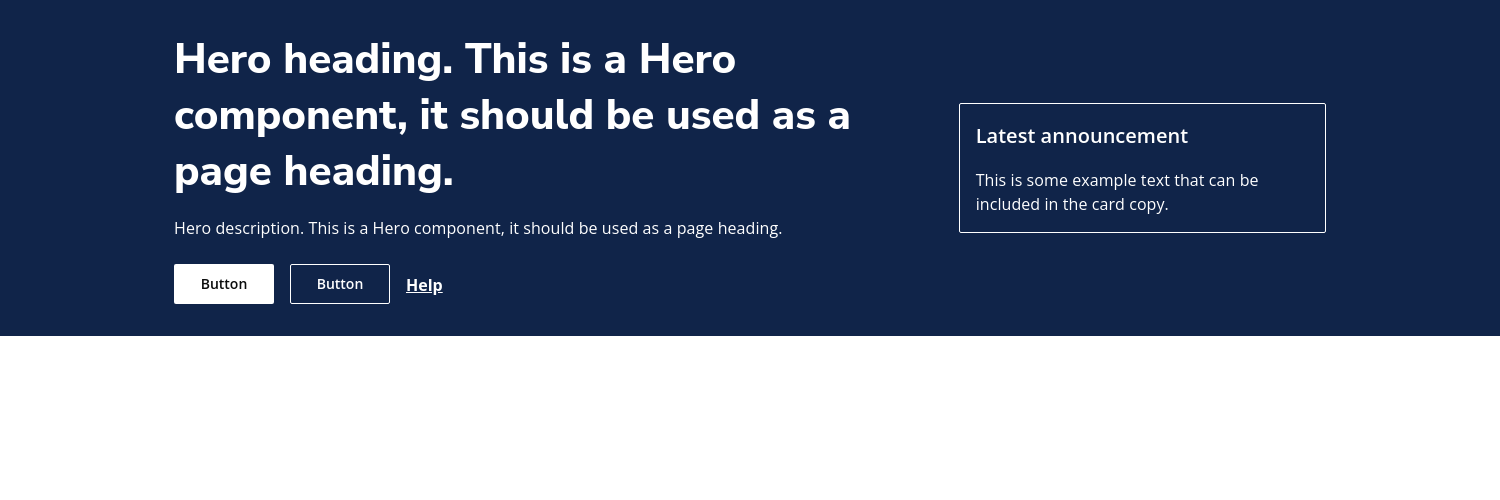 Hero heading. This is a Hero
component, it should be used as a
page heading.
Hero description. This is a Hero component, it should be used as a page heading.
Button
Button
Help
Latest announcement
This is some example text that can be
included in the card copy.